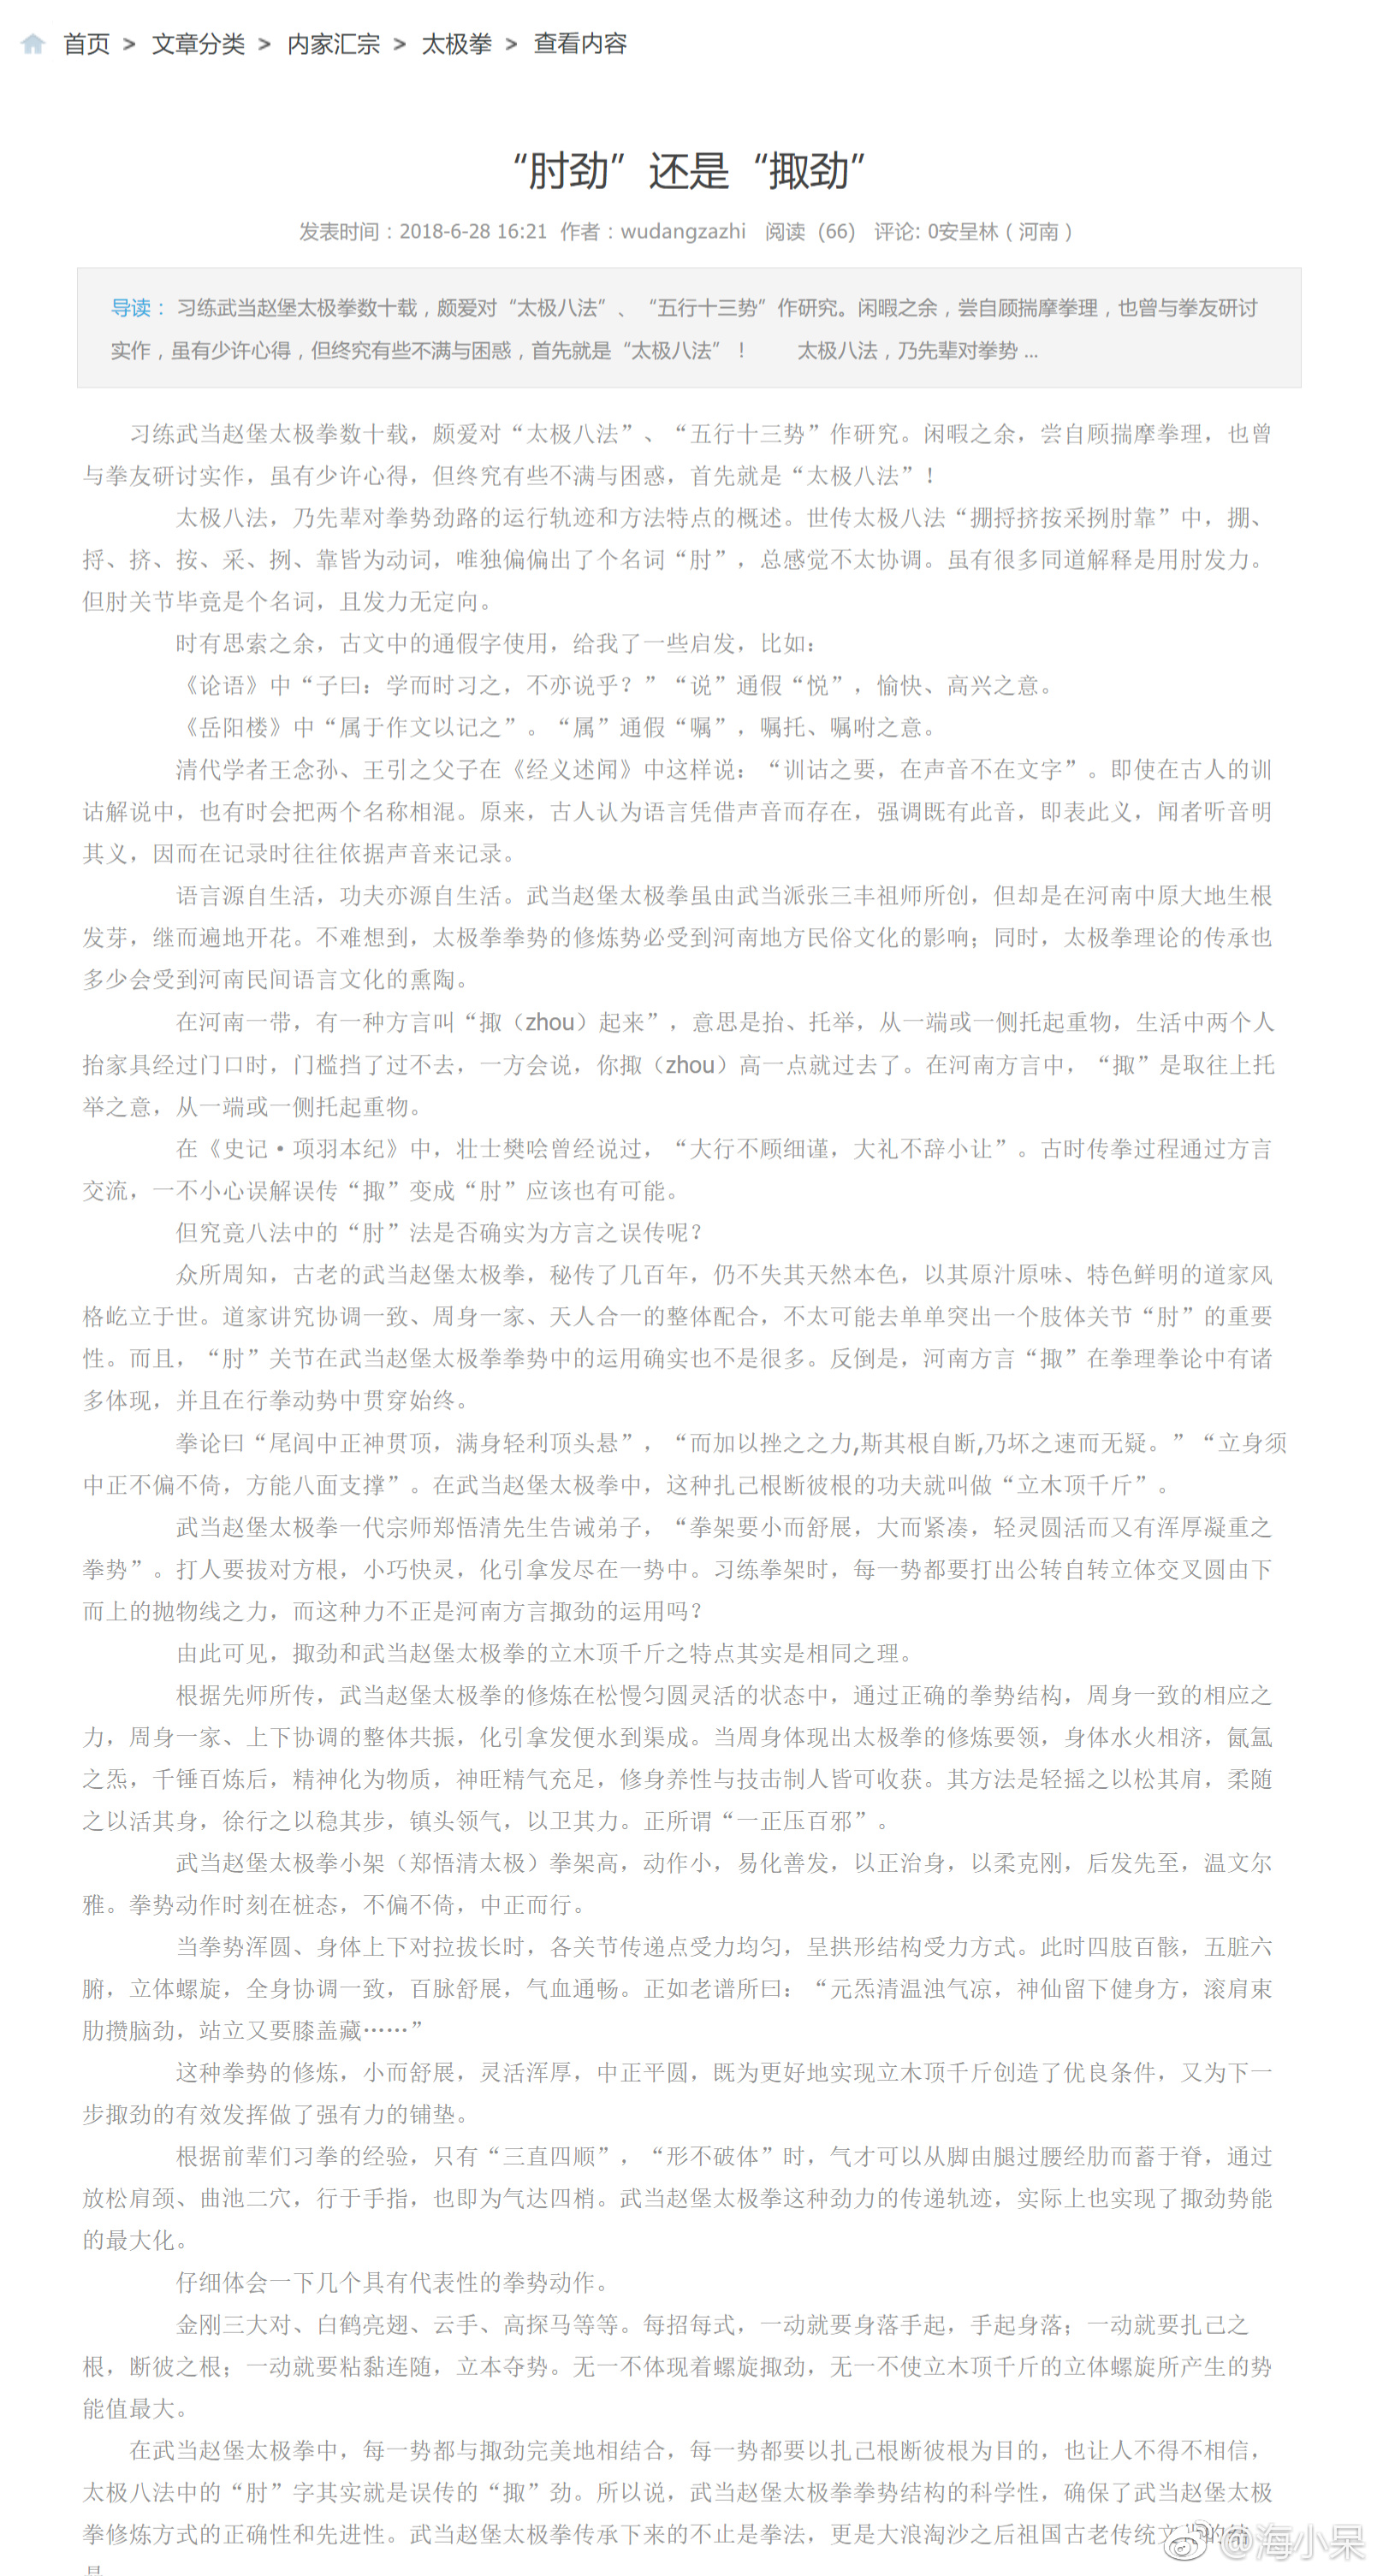 首页 > 文章分类 > 内家汇宗 > 太极拳 > 查看内容
“肘劲”还是“掫劲”
发表时间：2018-6-28 16:21 作者：wudangzazhi 阅读 (66) 评论: 0安呈林（河南）
导读： 习练武当赵堡太极拳数十载，颇爱对“太极八法”、“五行十三势”作研究。闲暇之余，尝自顾揣摩拳理，也曾与拳友研讨
实作，虽有少许心得，但终究有些不满与困惑，首先就是“太极八法”！ 太极八法，乃先辈对拳势 ...
习练武当赵堡太极拳数十载，颇爱对“太极八法”、“五行十三势”作研究。闲暇之余，尝自顾揣摩拳理，也曾
与拳友研讨实作，虽有少许心得，但终究有些不满与困惑，首先就是“太极八法”！
太极八法，乃先辈对拳势劲路的运行轨迹和方法特点的概述。世传太极八法“掤捋挤按采挒肘靠”中，掤、
捋、挤、按、采、挒、靠皆为动词，唯独偏偏出了个名词“肘”，总感觉不太协调。虽有很多同道解释是用肘发力。
但肘关节毕竟是个名词，且发力无定向。
时有思索之余，古文中的通假字使用，给我了一些启发，比如：
《论语》中“子曰：学而时习之，不亦说乎？”“说”通假“悦”，愉快、高兴之意。
《岳阳楼》中“属于作文以记之”。“属”通假“嘱”，嘱托、嘱咐之意。
清代学者王念孙、王引之父子在《经义述闻》中这样说：“训诂之要，在声音不在文字”。即使在古人的训
诂解说中，也有时会把两个名称相混。原来，古人认为语言凭借声音而存在，强调既有此音，即表此义，闻者听音明
其义，因而在记录时往往依据声音来记录。
语言源自生活，功夫亦源自生活。武当赵堡太极拳虽由武当派张三丰祖师所创，但却是在河南中原大地生根
发芽，继而遍地开花。不难想到，太极拳拳势的修炼势必受到河南地方民俗文化的影响；同时，太极拳理论的传承也
多少会受到河南民间语言文化的熏陶。
在河南一带，有一种方言叫“掫（zhou）起来”，意思是抬、托举，从一端或一侧托起重物，生活中两个人
抬家具经过门口时，门槛挡了过不去，一方会说，你掫（zhou）高一点就过去了。在河南方言中，“掫”是取往上托
举之意，从一端或一侧托起重物。
在《史记·项羽本纪》中，壮士樊哙曾经说过，“大行不顾细谨，大礼不辞小让”。古时传拳过程通过方言
交流，一不小心误解误传“掫”变成“肘”应该也有可能。
但究竟八法中的“肘”法是否确实为方言之误传呢？
众所周知，古老的武当赵堡太极拳，秘传了几百年，仍不失其天然本色，以其原汁原味、特色鲜明的道家风
格屹立于世。道家讲究协调一致、周身一家、天人合一的整体配合，不太可能去单单突出一个肢体关节“肘”的重要
性。而且，“肘”关节在武当赵堡太极拳拳势中的运用确实也不是很多。反倒是，河南方言“掫”在拳理拳论中有诸
多体现，并且在行拳动势中贯穿始终。
拳论曰“尾闾中正神贯顶，满身轻利顶头悬”，“而加以挫之之力,斯其根自断,乃坏之速而无疑。”“立身须
中正不偏不倚，方能八面支撑”。在武当赵堡太极拳中，这种扎己根断彼根的功夫就叫做“立木顶千斤”。
武当赵堡太极拳一代宗师郑悟清先生告诫弟子，“拳架要小而舒展，大而紧凑，轻灵圆活而又有浑厚凝重之
拳势”。打人要拔对方根，小巧快灵，化引拿发尽在一势中。习练拳架时，每一势都要打出公转自转立体交叉圆由下
而上的抛物线之力，而这种力不正是河南方言掫劲的运用吗？
由此可见，掫劲和武当赵堡太极拳的立木顶千斤之特点其实是相同之理。
根据先师所传，武当赵堡太极拳的修炼在松慢匀圆灵活的状态中，通过正确的拳势结构，周身一致的相应之
力，周身一家、上下协调的整体共振，化引拿发便水到渠成。当周身体现出太极拳的修炼要领，身体水火相济，氤氲
之炁，千锤百炼后，精神化为物质，神旺精气充足，修身养性与技击制人皆可收获。其方法是轻摇之以松其肩，柔随
之以活其身，徐行之以稳其步，镇头领气，以卫其力。正所谓“一正压百邪”。
武当赵堡太极拳小架（郑悟清太极）拳架高，动作小，易化善发，以正治身，以柔克刚，后发先至，温文尔
雅。拳势动作时刻在桩态，不偏不倚，中正而行。
当拳势浑圆、身体上下对拉拔长时，各关节传递点受力均匀，呈拱形结构受力方式。此时四肢百骸，五脏六
腑，立体螺旋，全身协调一致，百脉舒展，气血通畅。正如老谱所曰：“元炁清温浊气凉，神仙留下健身方，滚肩束
肋攒脑劲，站立又要膝盖藏……”
这种拳势的修炼，小而舒展，灵活浑厚，中正平圆，既为更好地实现立木顶千斤创造了优良条件，又为下一
步掫劲的有效发挥做了强有力的铺垫。
根据前辈们习拳的经验，只有“三直四顺”，“形不破体”时，气才可以从脚由腿过腰经肋而蓄于脊，通过
放松肩颈、曲池二穴，行于手指，也即为气达四梢。武当赵堡太极拳这种劲力的传递轨迹，实际上也实现了掫劲势能
的最大化。
仔细体会一下几个具有代表性的拳势动作。
金刚三大对、白鹤亮翅、云手、高探马等等。每招每式，一动就要身落手起，手起身落；一动就要扎己之
根，断彼之根；一动就要粘黏连随，立本夺势。无一不体现着螺旋掫劲，无一不使立木顶千斤的立体螺旋所产生的势
能值最大。
在武当赵堡太极拳中，每一势都与掫劲完美地相结合，每一势都要以扎己根断彼根为目的，也让人不得不相信，
太极八法中的“肘”字其实就是误传的“掫”劲。所以说，武当赵堡太极拳拳势结构的科学性，确保了武当赵堡太极
拳修炼方式的正确性和先进性。武当赵堡太极拳传承下来的不止是拳法，更是大浪淘沙之后祖国古老传统文化的结
@海小呆